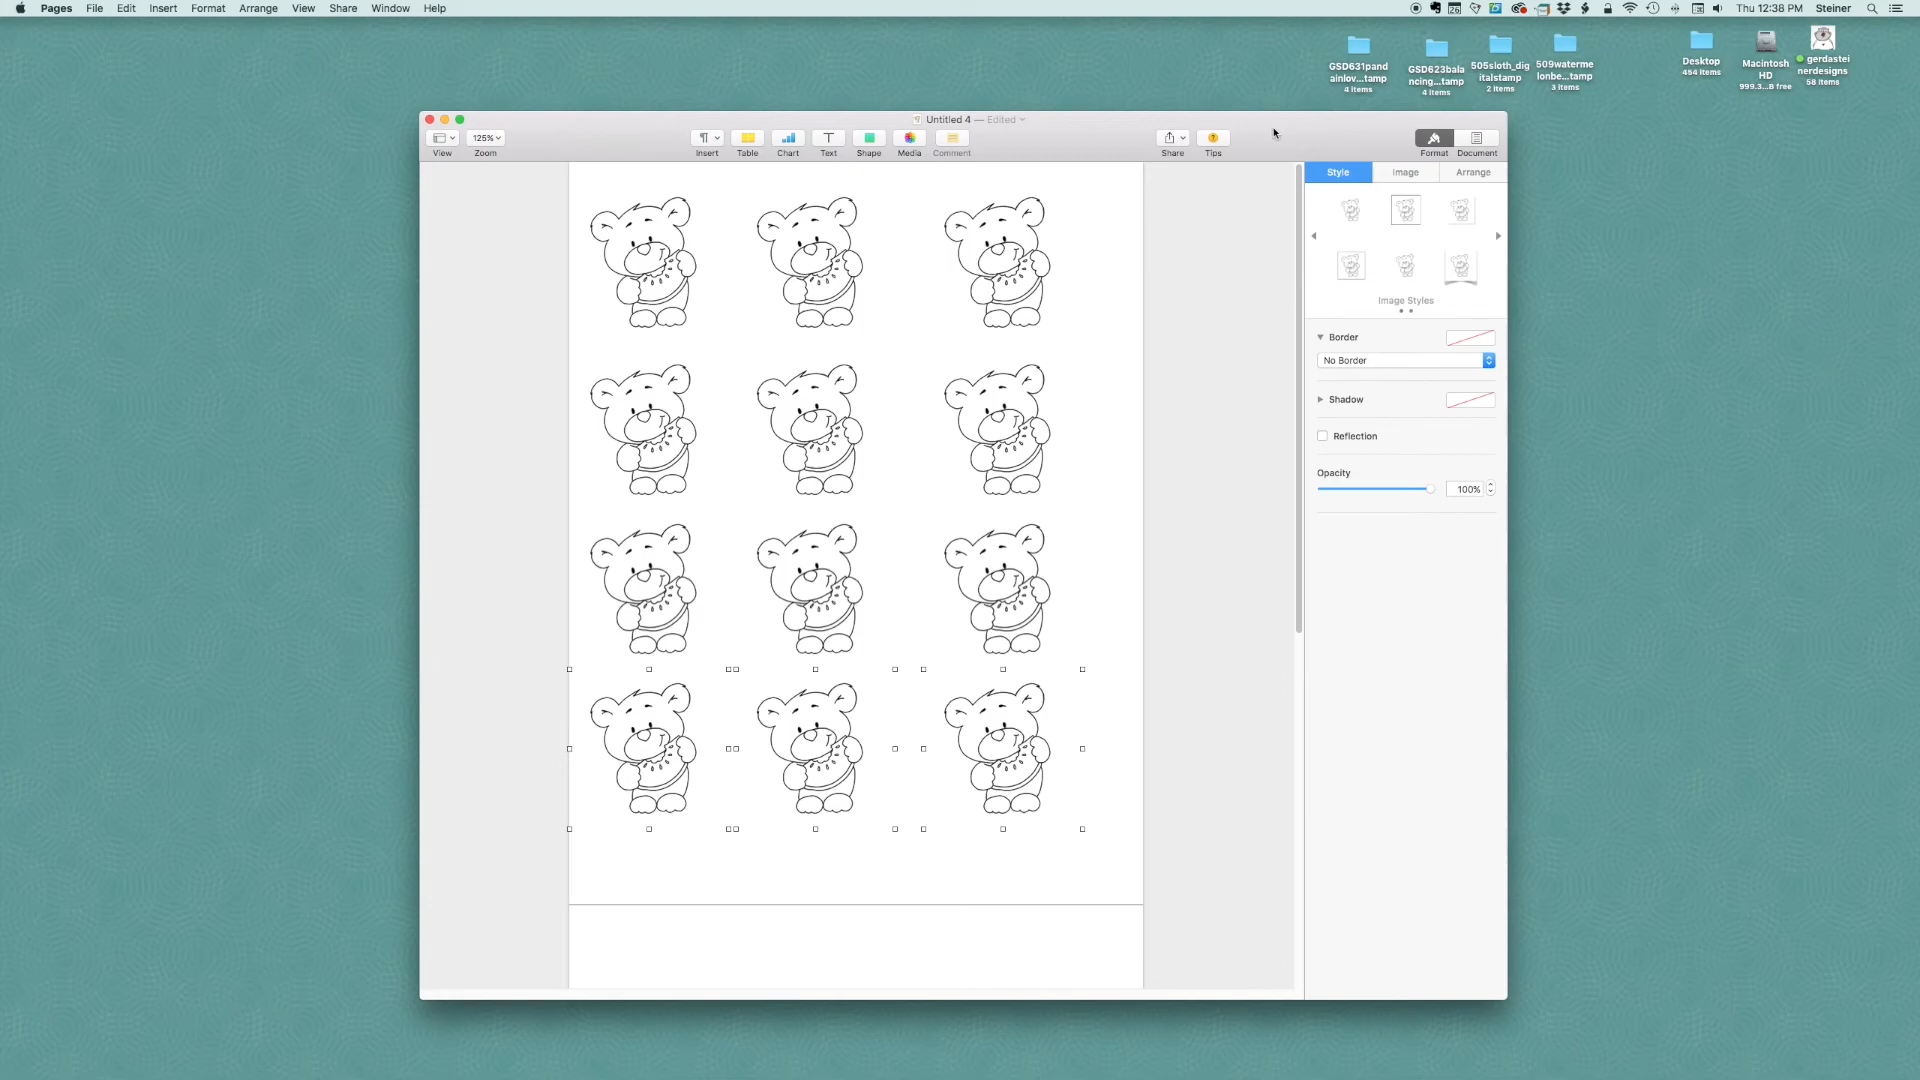 Pages File Edit Insert Format Arrange View Share Window Help
Thu 12:38 PM Steiner
GSD631pand
ainlov...tamp
4 items
GSD623bala
ncing...tamp
4 items
505sloth_dig
italstamp
2 items
509waterme
lonbe...tamp
3 items
Desktop
454 items
Macintosh
HD
999.3...B free
gerdastei
nerdesigns
58 items
Untitled 4 — Edited
125%
View Zoom
Insert Table Chart Text Shape Media Comment
Share Tips
Format Document
Style Image Arrange
Image Styles
Border
No Border
Shadow
Reflection
Opacity
100%